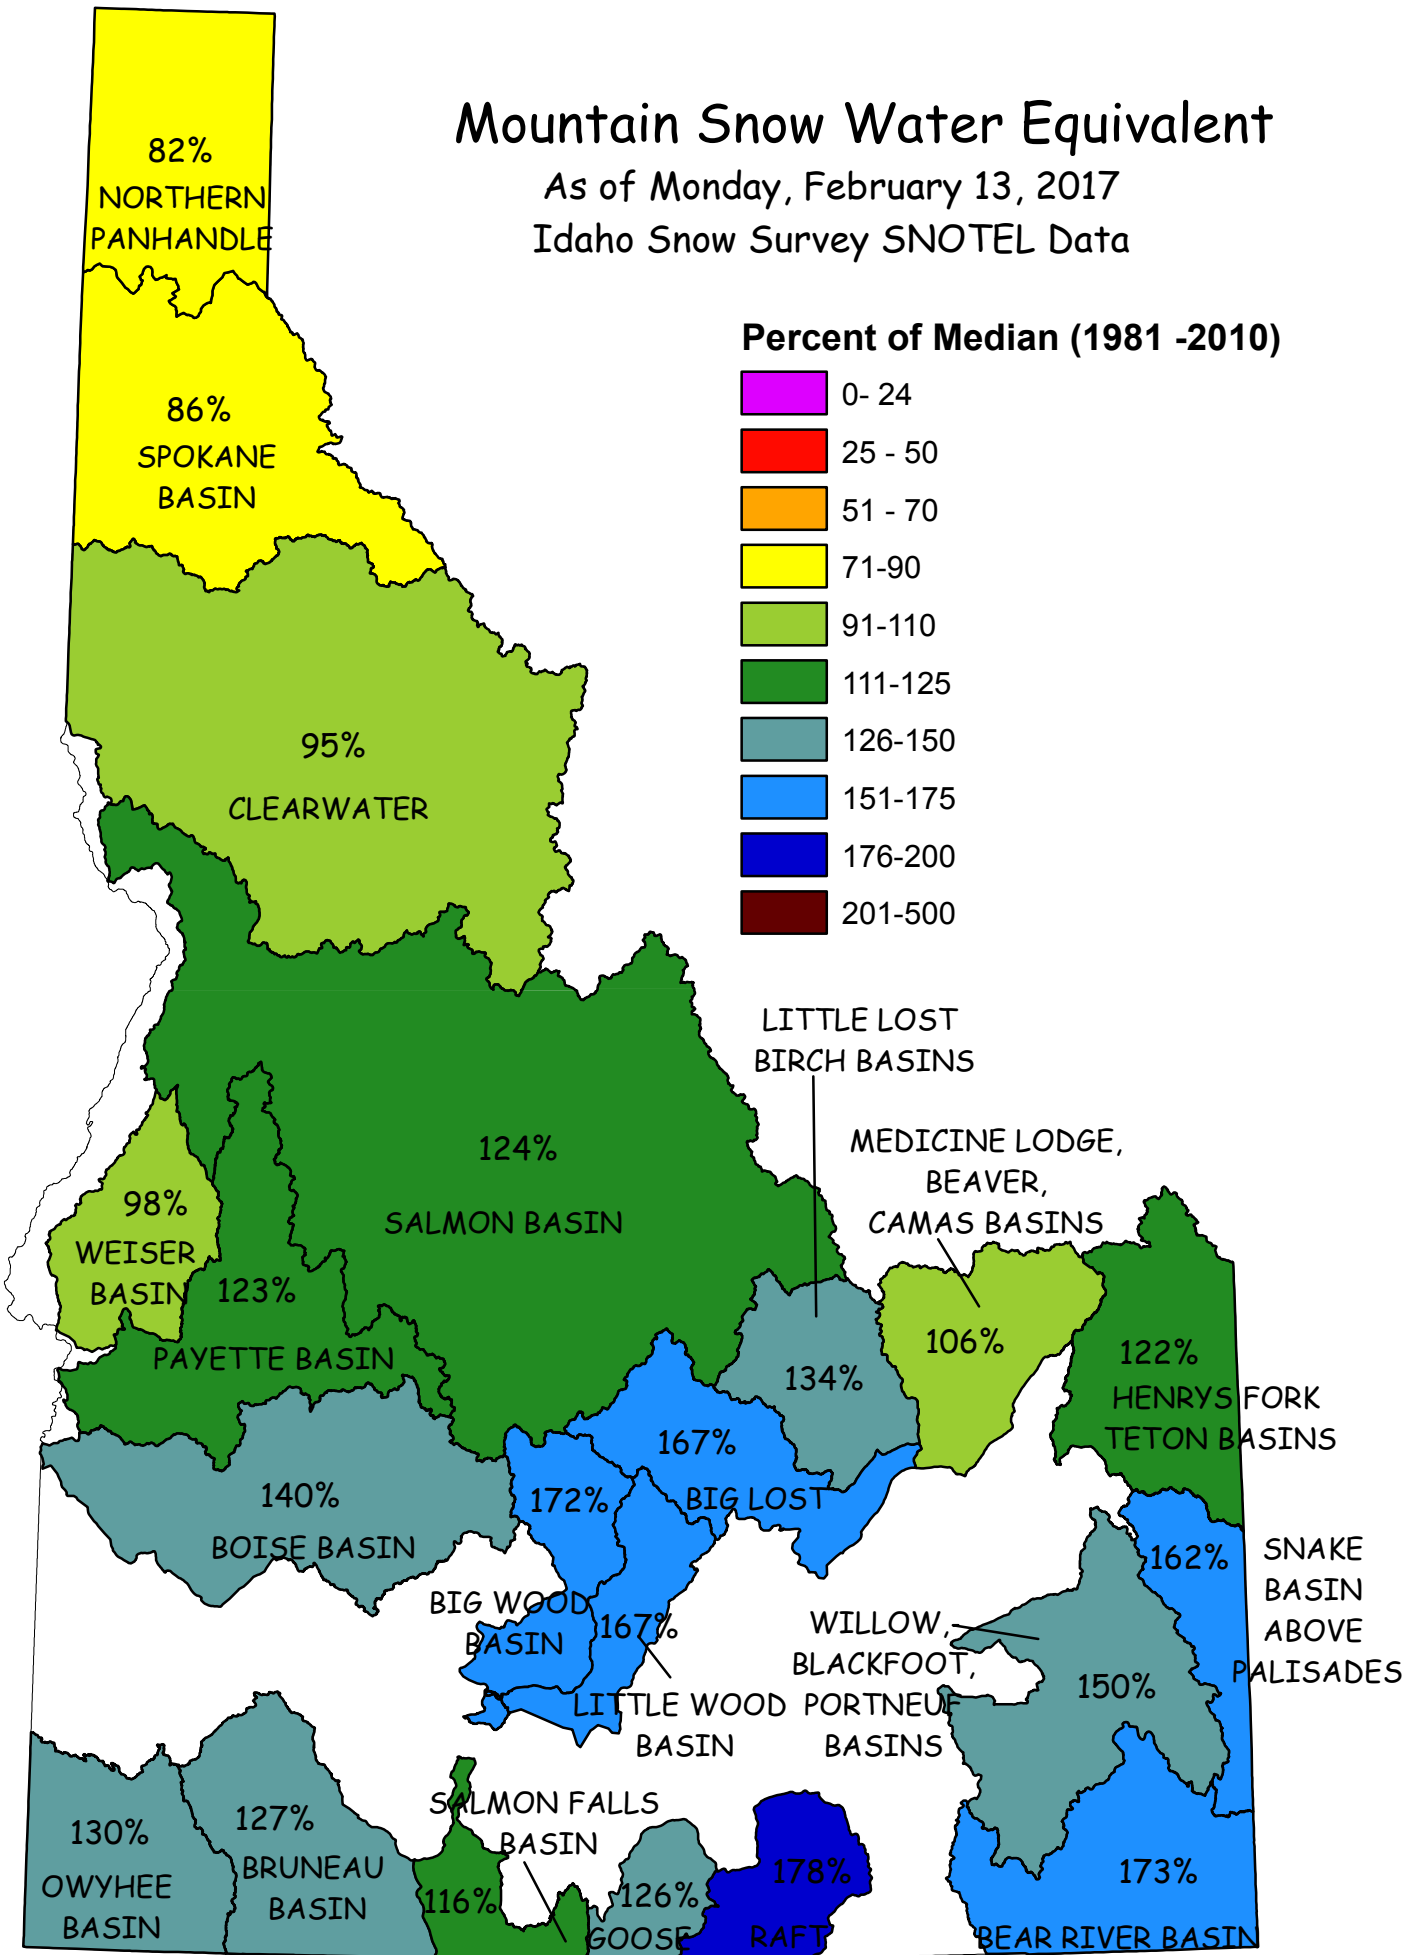 Mountain Snow Water Equivalent
As of Monday, February 13, 2017
Idaho Snow Survey SNOTEL Data
Percent of Median (1981 -2010)
0- 24
25 - 50
51 - 70
71-90
91-110
111-125
126-150
151-175
176-200
201-500
82%
NORTHERN
PANHANDLE
86%
SPOKANE
BASIN
95%
CLEARWATER
124%
SALMON BASIN
98%
WEISER
BASIN
123%
PAYETTE BASIN
LITTLE LOST
BIRCH BASINS
134%
MEDICINE LODGE,
BEAVER,
CAMAS BASINS
106%
122%
HENRYS FORK
TETON BASINS
167%
BIG LOST
140%
BOISE BASIN
172%
BIG WOOD
BASIN
167%
LITTLE WOOD
BASIN
162%
SNAKE
BASIN
ABOVE
PALISADES
WILLOW,
BLACKFOOT,
PORTNEUF
BASINS
150%
130%
OWYHEE
BASIN
127%
BRUNEAU
BASIN
SALMON FALLS
BASIN
116%
126%
GOOSE
178%
RAFT
173%
BEAR RIVER BASIN